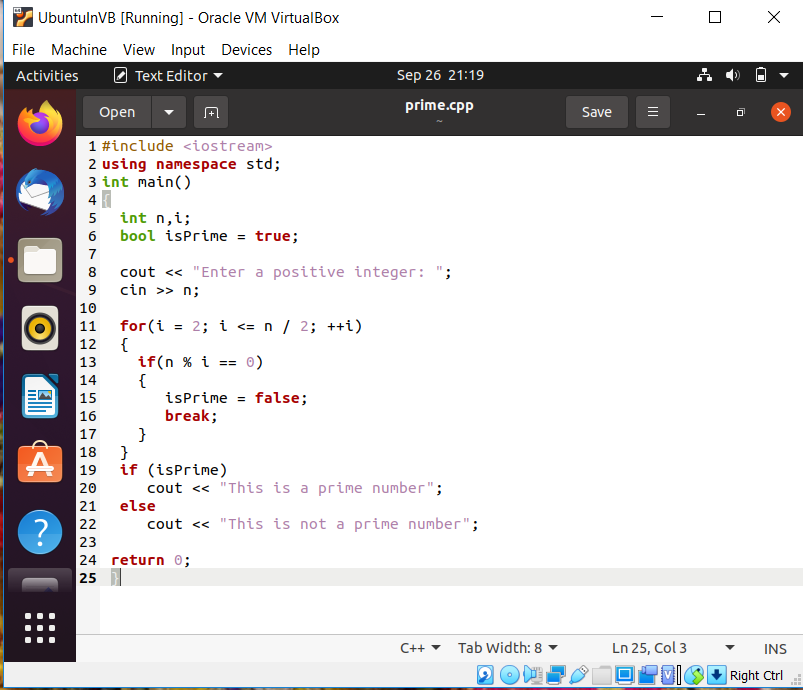 UbuntuInVB [Running] - Oracle VM VirtualBox
File Machine View Input Devices Help
Activities Text Editor Sep 26 21:19
Open prime.cpp Save
~
1 #include <iostream>
2 using namespace std;
3 int main()
4 {
5   int n,i;
6   bool isPrime = true;
7
8   cout << "Enter a positive integer: ";
9   cin >> n;
10
11   for(i = 2; i <= n / 2; ++i)
12   {
13     if(n % i == 0)
14     {
15        isPrime = false;
16        break;
17     }
18   }
19   if (isPrime)
20      cout << "This is a prime number";
21   else
22      cout << "This is not a prime number";
23
24  return 0;
25  }
C++ Tab Width: 8 Ln 25, Col 3 INS
Right Ctrl